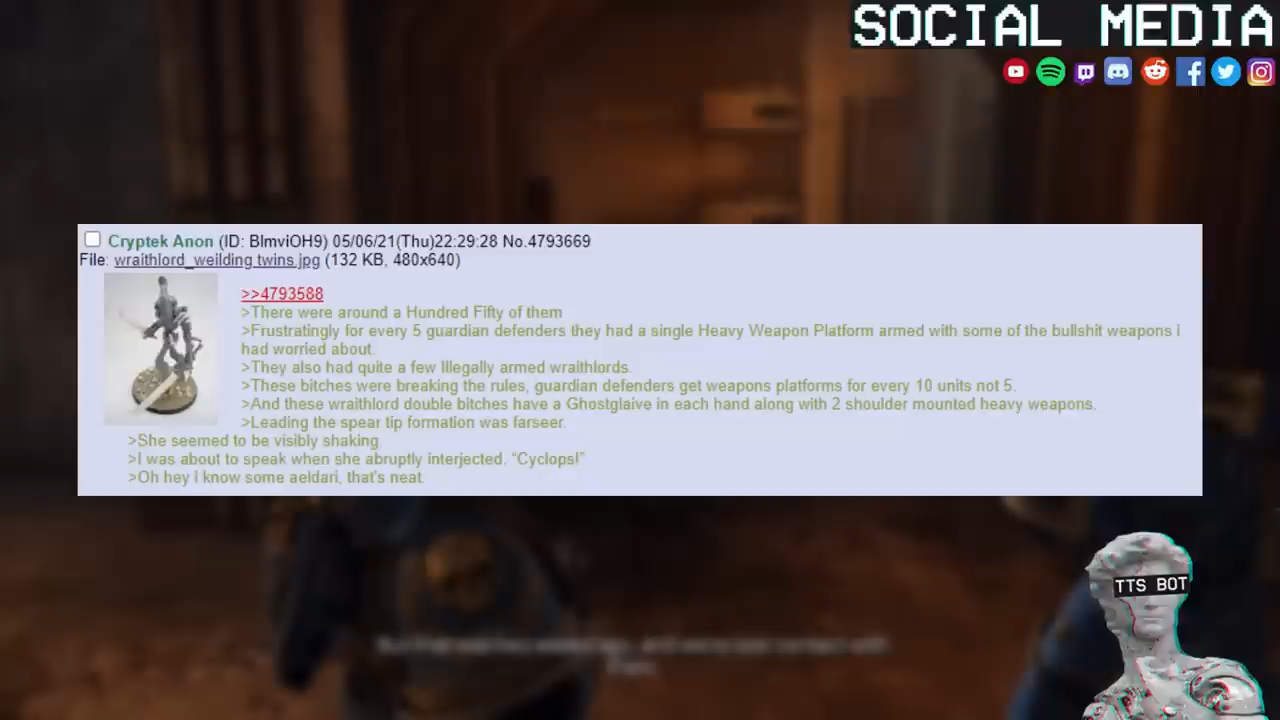 SOCIAL MEDIA
Cryptek Anon (ID: BlmviOH9) 05/06/21(Thu)22:29:28 No.4793669
File: wraithlord_weilding twins.jpg (132 KB, 480x640)
>>4793588
>There were around a Hundred Fifty of them
>Frustratingly for every 5 guardian defenders they had a single Heavy Weapon Platform armed with some of the bullshit weapons i
had worried about.
>They also had quite a few Illegally armed wraithlords.
>These bitches were breaking the rules, guardian defenders get weapons platforms for every 10 units not 5.
>And these wraithlord double bitches have a Ghostglaive in each hand along with 2 shoulder mounted heavy weapons.
>Leading the spear tip formation was farseer.
>She seemed to be visibly shaking.
>I was about to speak when she abruptly interjected. “Cyclops!”
>Oh hey i know some aeldari, that's neat.
TTS BOT